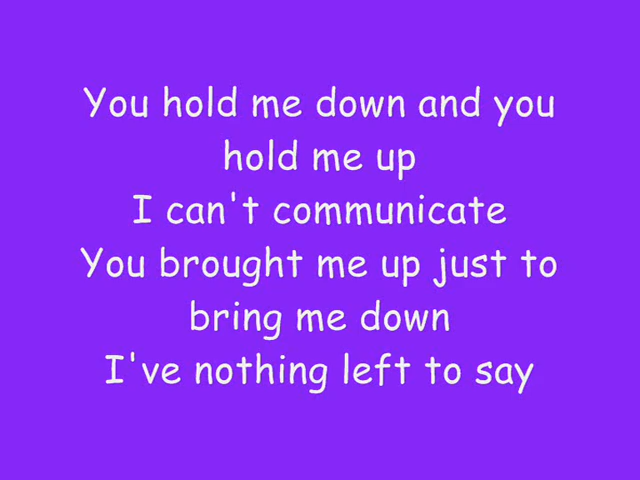 You hold me down and you
hold me up
I can't communicate
You brought me up just to
bring me down
I've nothing left to say